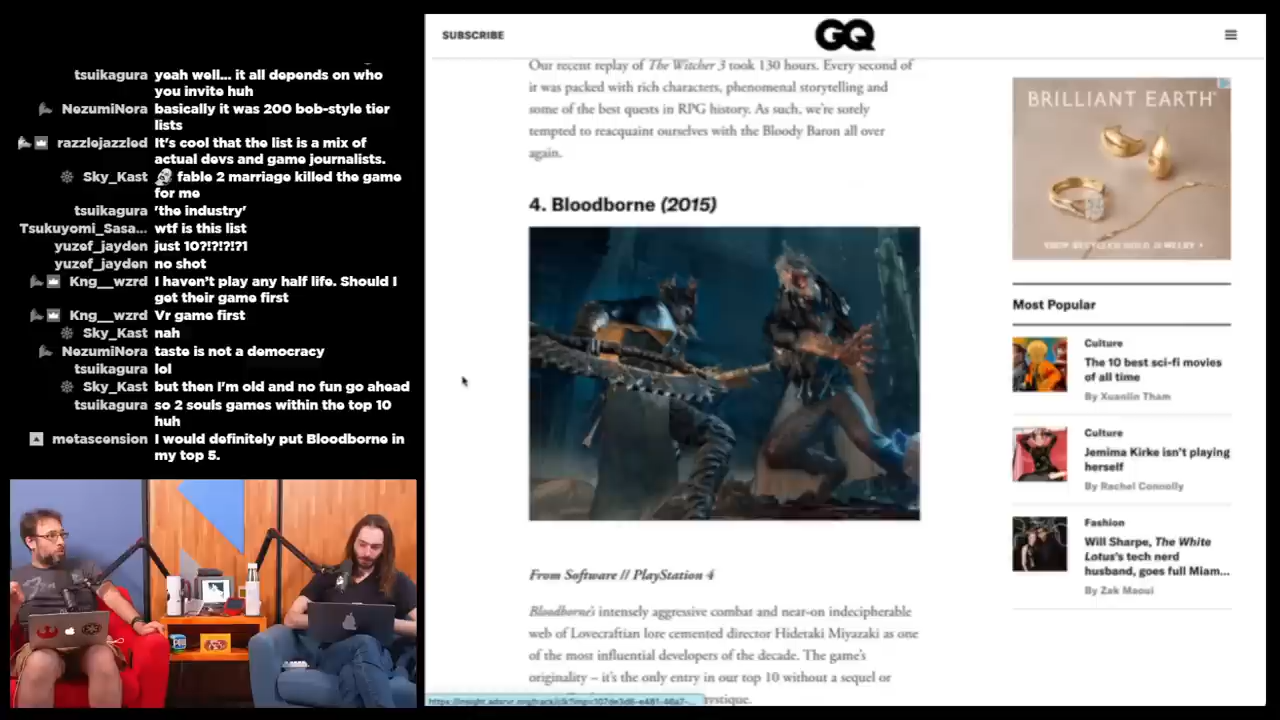 tsuikagura yeah well... it all depends on who
you invite huh
NezumiNora basically it was 200 bob-style tier
lists
It's cool that the list is a mix of
actual devs and game journalists.
Sky_Kast fable 2 marriage killed the game
for me
tsuikagura 'the industry'
Tsukuyomi_Sasa... wtf is this list
yuzef_jayden just 10?!?!?!?1
yuzef_jayden no shot
Kng__wzrd I haven't play any half life. Should I
get their game first
Kng__wzrd Vr game first
Sky_Kast nah
NezumiNora taste is not a democracy
tsuikagura lol
Sky_Kast but then I'm old and no fun go ahead
tsuikagura so 2 souls games within the top 10
huh
metascension I would definitely put Bloodborne in
my top 5.
SUBSCRIBE
GQ
Our recent replay of The Witcher 3 took 130 hours. Every second of
it was packed with rich characters, phenomenal storytelling and
some of the best quests in RPG history. As such, we're sorely
tempted to reacquaint ourselves with the Bloody Baron all over
again.
4. Bloodborne (2015)
From Software // PlayStation 4
Bloodborne's intensely aggressive combat and near-on indecipherable
web of Lovecraftian lore cemented director Hidetaki Miyazaki as one
of the most influential developers of the decade. The game's
originality – it's the only entry in our top 10 without a sequel or
BRILLIANT EARTH
Most Popular
Culture
The 10 best sci-fi movies
of all time
By Xuanlin Tham
Culture
Jemima Kirke isn't playing
herself
By Rachel Connolly
Fashion
Will Sharpe, The White
Lotus's tech nerd
husband, goes full Miam...
By Zak Maoui